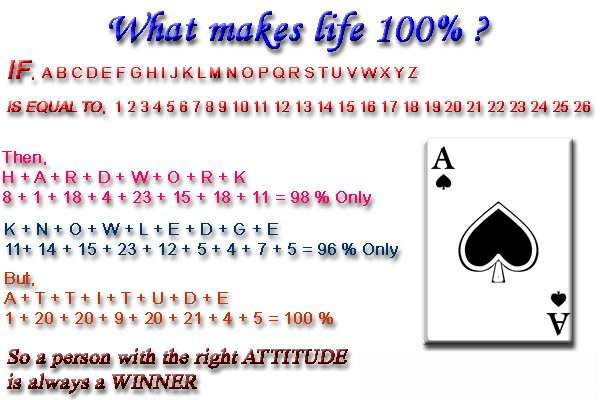 What makes life 100% ?
IF, A B C D E F G H I J K L M N O P Q R S T U V W X Y Z
IS EQUAL TO, 1 2 3 4 5 6 7 8 9 10 11 12 13 14 15 16 17 18 19 20 21 22 23 24 25 26
Then,
H + A + R + D + W + O + R + K
8 + 1 + 18 + 4 + 23 + 15 + 18 + 11 = 98 % Only
K + N + O + W + L + E + D + G + E
11+ 14 + 15 + 23 + 12 + 5 + 4 + 7 + 5 = 96 % Only
But,
A + T + T + I + T + U + D + E
1 + 20 + 20 + 9 + 20 + 21 + 4 + 5 = 100 %
So a person with the right ATTITUDE
is always a WINNER
A
A